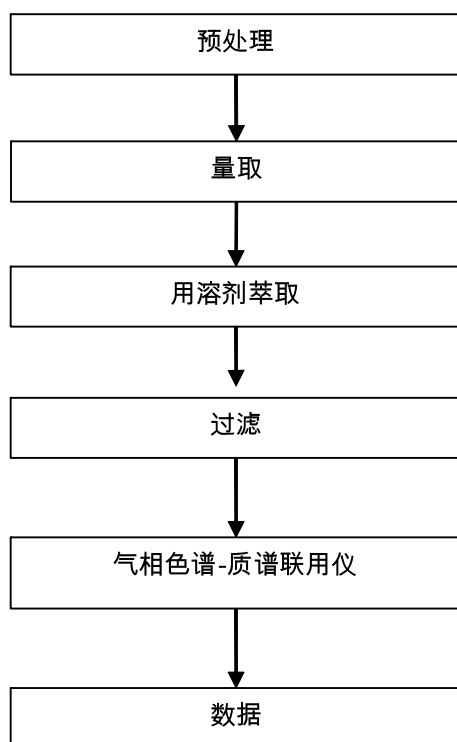 预处理
量取
用溶剂萃取
过滤
气相色谱-质谱联用仪
数据